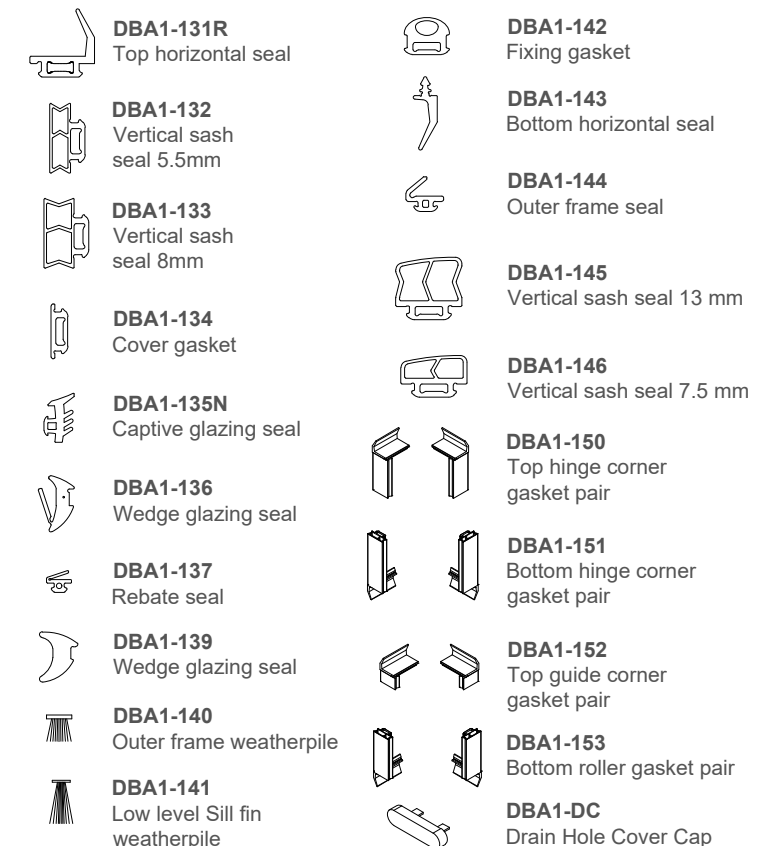 DBA1-131R
Top horizontal seal
DBA1-132
Vertical sash
seal 5.5mm
DBA1-133
Vertical sash
seal 8mm
DBA1-134
Cover gasket
DBA1-135N
Captive glazing seal
DBA1-136
Wedge glazing seal
DBA1-137
Rebate seal
DBA1-139
Wedge glazing seal
DBA1-140
Outer frame weatherpile
DBA1-141
Low level Sill fin
weatherpile
DBA1-142
Fixing gasket
DBA1-143
Bottom horizontal seal
DBA1-144
Outer frame seal
DBA1-145
Vertical sash seal 13 mm
DBA1-146
Vertical sash seal 7.5 mm
DBA1-150
Top hinge corner
gasket pair
DBA1-151
Bottom hinge corner
gasket pair
DBA1-152
Top guide corner
gasket pair
DBA1-153
Bottom roller gasket pair
DBA1-DC
Drain Hole Cover Cap